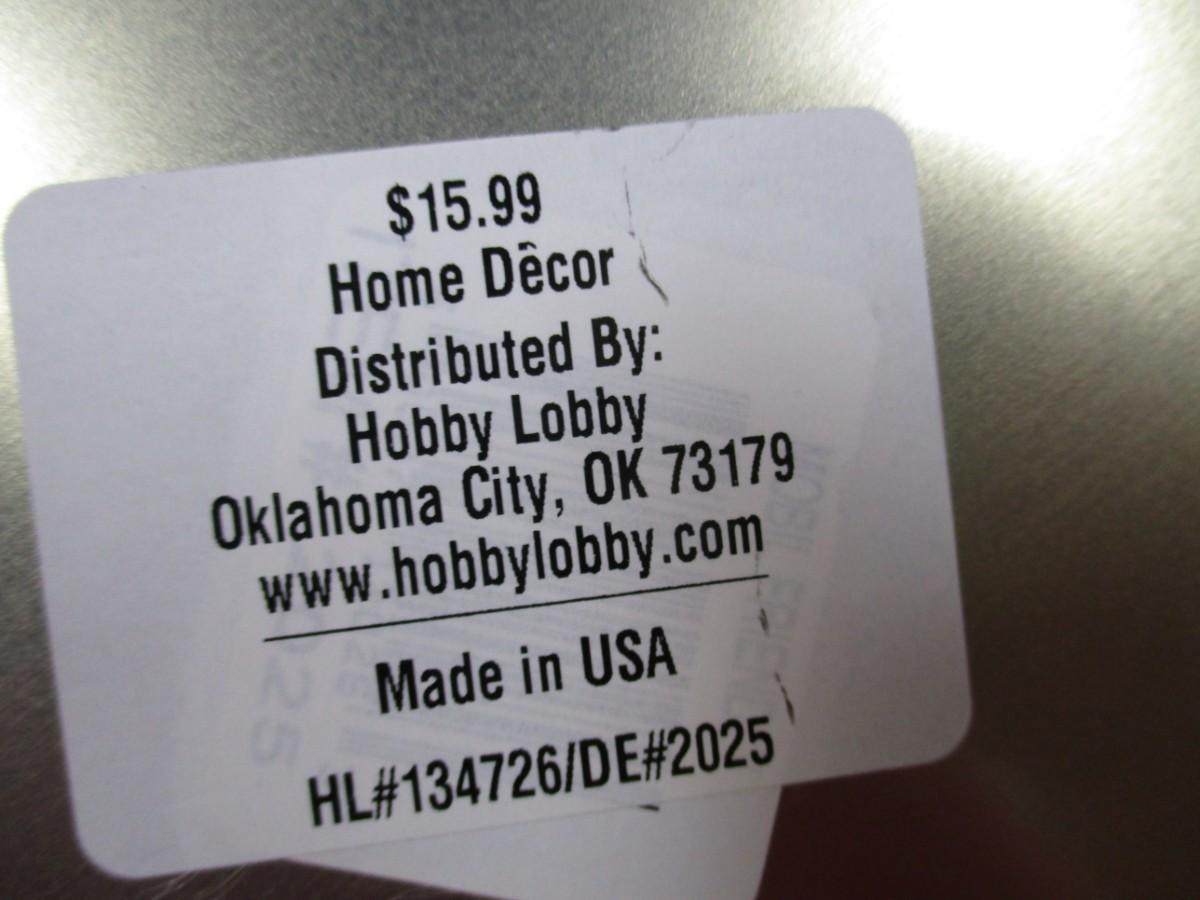 $15.99
Home Dêcor
Distributed By:
Hobby Lobby
Oklahoma City, OK 73179
www.hobbylobby.com
Made in USA
HL#134726/DE#2025